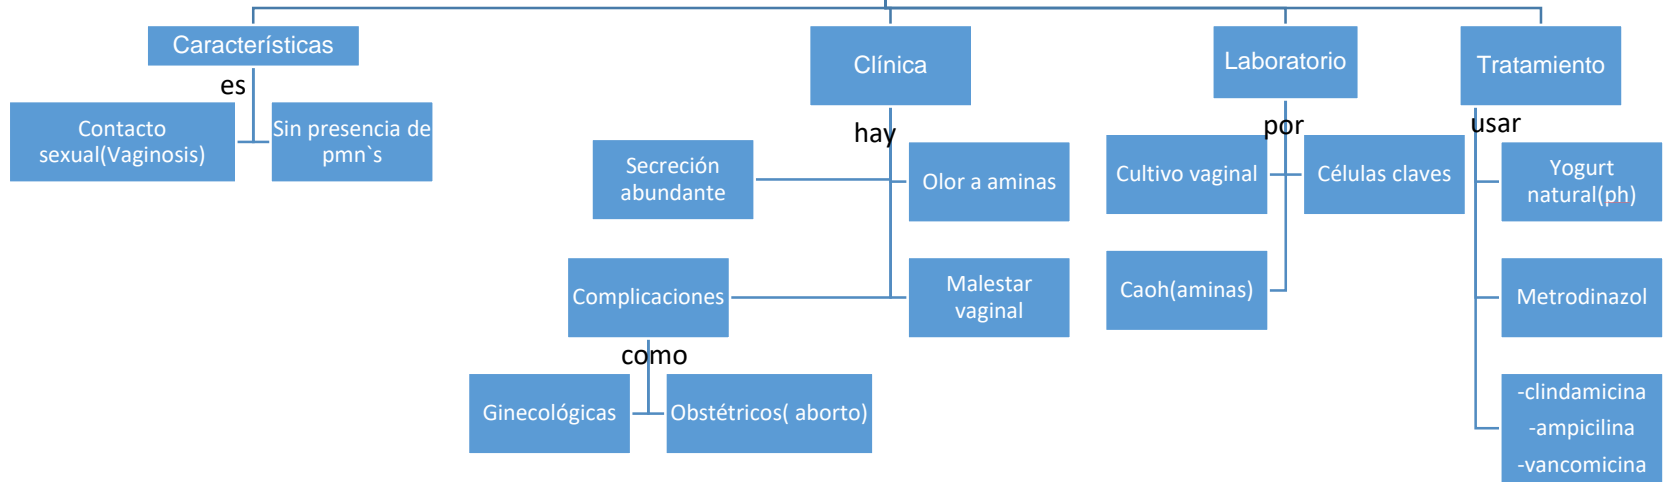 Características
es
Contacto
sexual(Vaginosis)
Sin presencia de
pmn`s
Clínica
hay
Secreción
abundante
Olor a aminas
Complicaciones
Malestar
vaginal
como
Ginecológicas
Obstétricos( aborto)
Laboratorio
por
Cultivo vaginal
Células claves
Caoh(aminas)
Tratamiento
usar
Yogurt
natural(ph)
Metrodinazol
-clindamicina
-ampicilina
-vancomicina